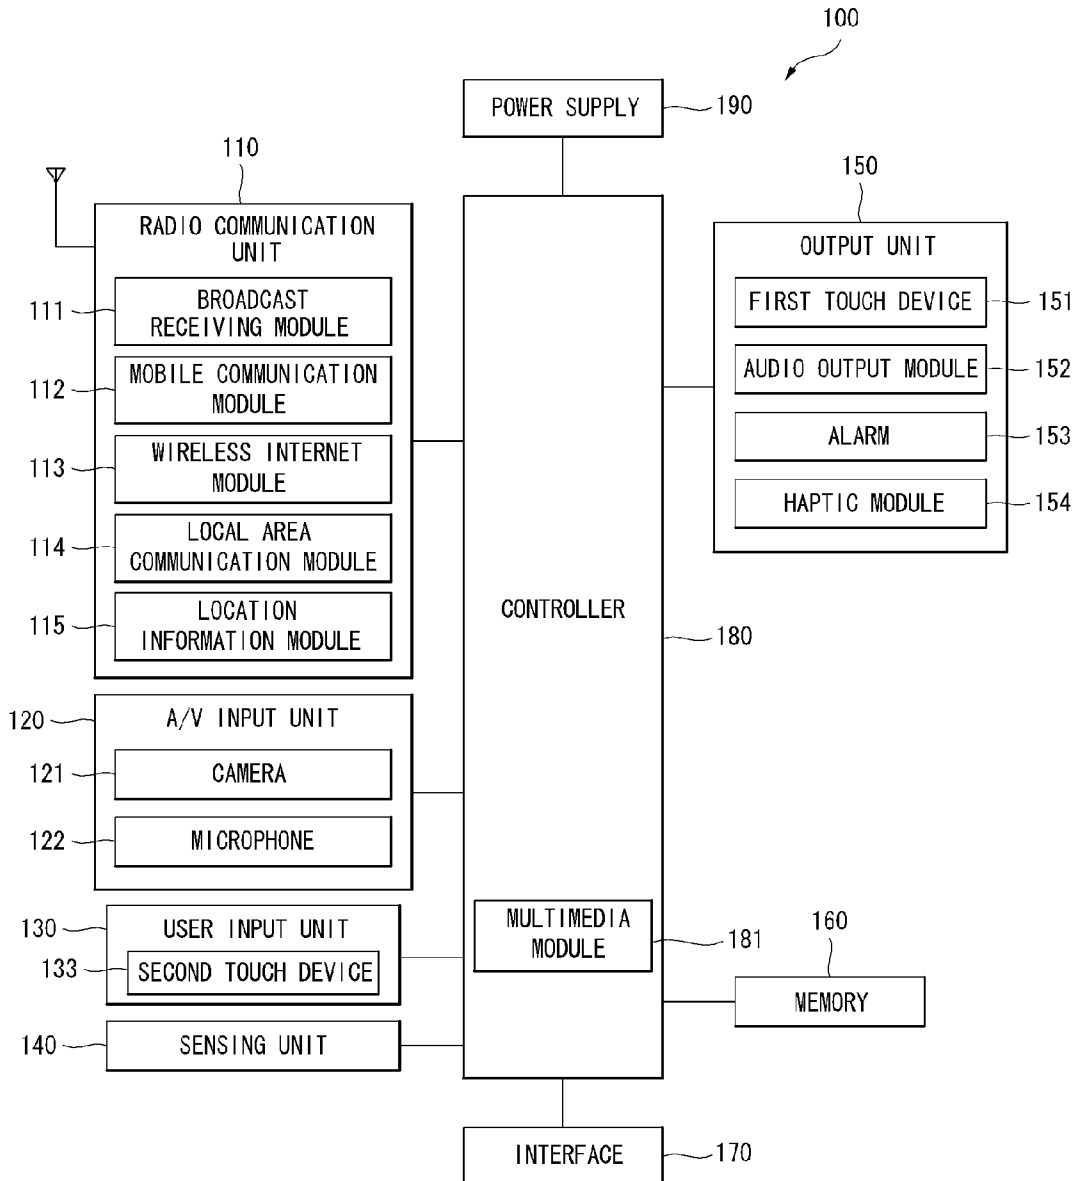 100
POWER SUPPLY
190
110
RADIO COMMUNICATION
UNIT
111
BROADCAST
RECEIVING MODULE
112
MOBILE COMMUNICATION
MODULE
113
WIRELESS INTERNET
MODULE
114
LOCAL AREA
COMMUNICATION MODULE
115
LOCATION
INFORMATION MODULE
120
A/V INPUT UNIT
121
CAMERA
122
MICROPHONE
130
USER INPUT UNIT
133
SECOND TOUCH DEVICE
140
SENSING UNIT
CONTROLLER
180
MULTIMEDIA
MODULE
181
150
OUTPUT UNIT
FIRST TOUCH DEVICE
151
AUDIO OUTPUT MODULE
152
ALARM
153
HAPTIC MODULE
154
160
MEMORY
INTERFACE
170